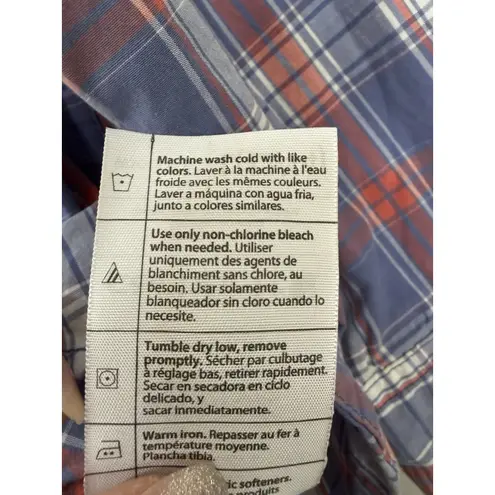 Machine wash cold with like
colors. Laver à la machine à l'eau
froide avec les mêmes couleurs.
Lavar a máquina con agua fria,
junto a colores similares.
Use only non-chlorine bleach
when needed. Utiliser
uniquement des agents de
blanchiment sans chlore, au
besoin. Usar solamente
blanqueador sin cloro cuando lo
necesite.
Tumble dry low, remove
promptly. Sécher par culbutage
à réglage bas, retirer rapidement.
Secar en secadora en ciclo
delicado, y
sacar inmediatamente.
Warm iron. Repasser au fer à
température moyenne.
Plancha tibia.
softeners.
produits